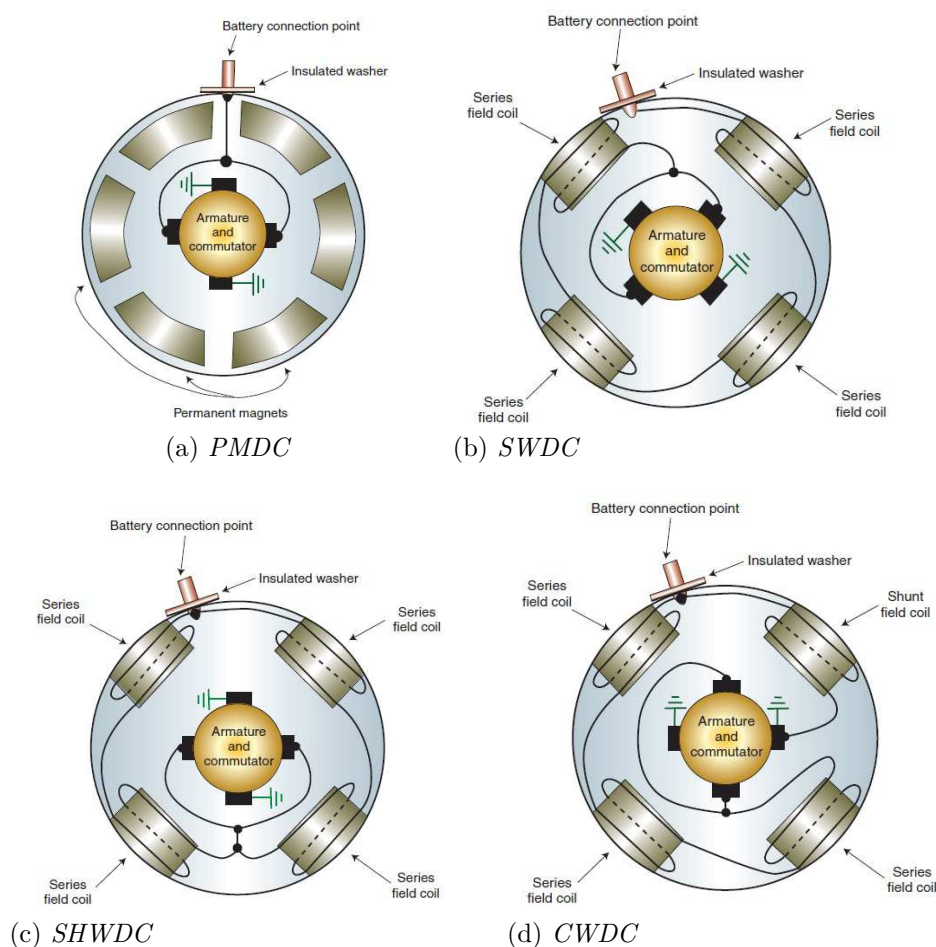 Battery connection point
Insulated washer
Armature
and
commutator
Permanent magnets
(a) PMDC
Battery connection point
Insulated washer
Series
field coil
Series
field coil
Armature
and
commutator
Series
field coil
Series
field coil
(b) SWDC
Battery connection point
Insulated washer
Series
field coil
Series
field coil
Armature
and
commutator
Series
field coil
Series
field coil
(c) SHWDC
Battery connection point
Insulated washer
Series
field coil
Shunt
field coil
Armature
and
commutator
Series
field coil
Series
field coil
(d) CWDC